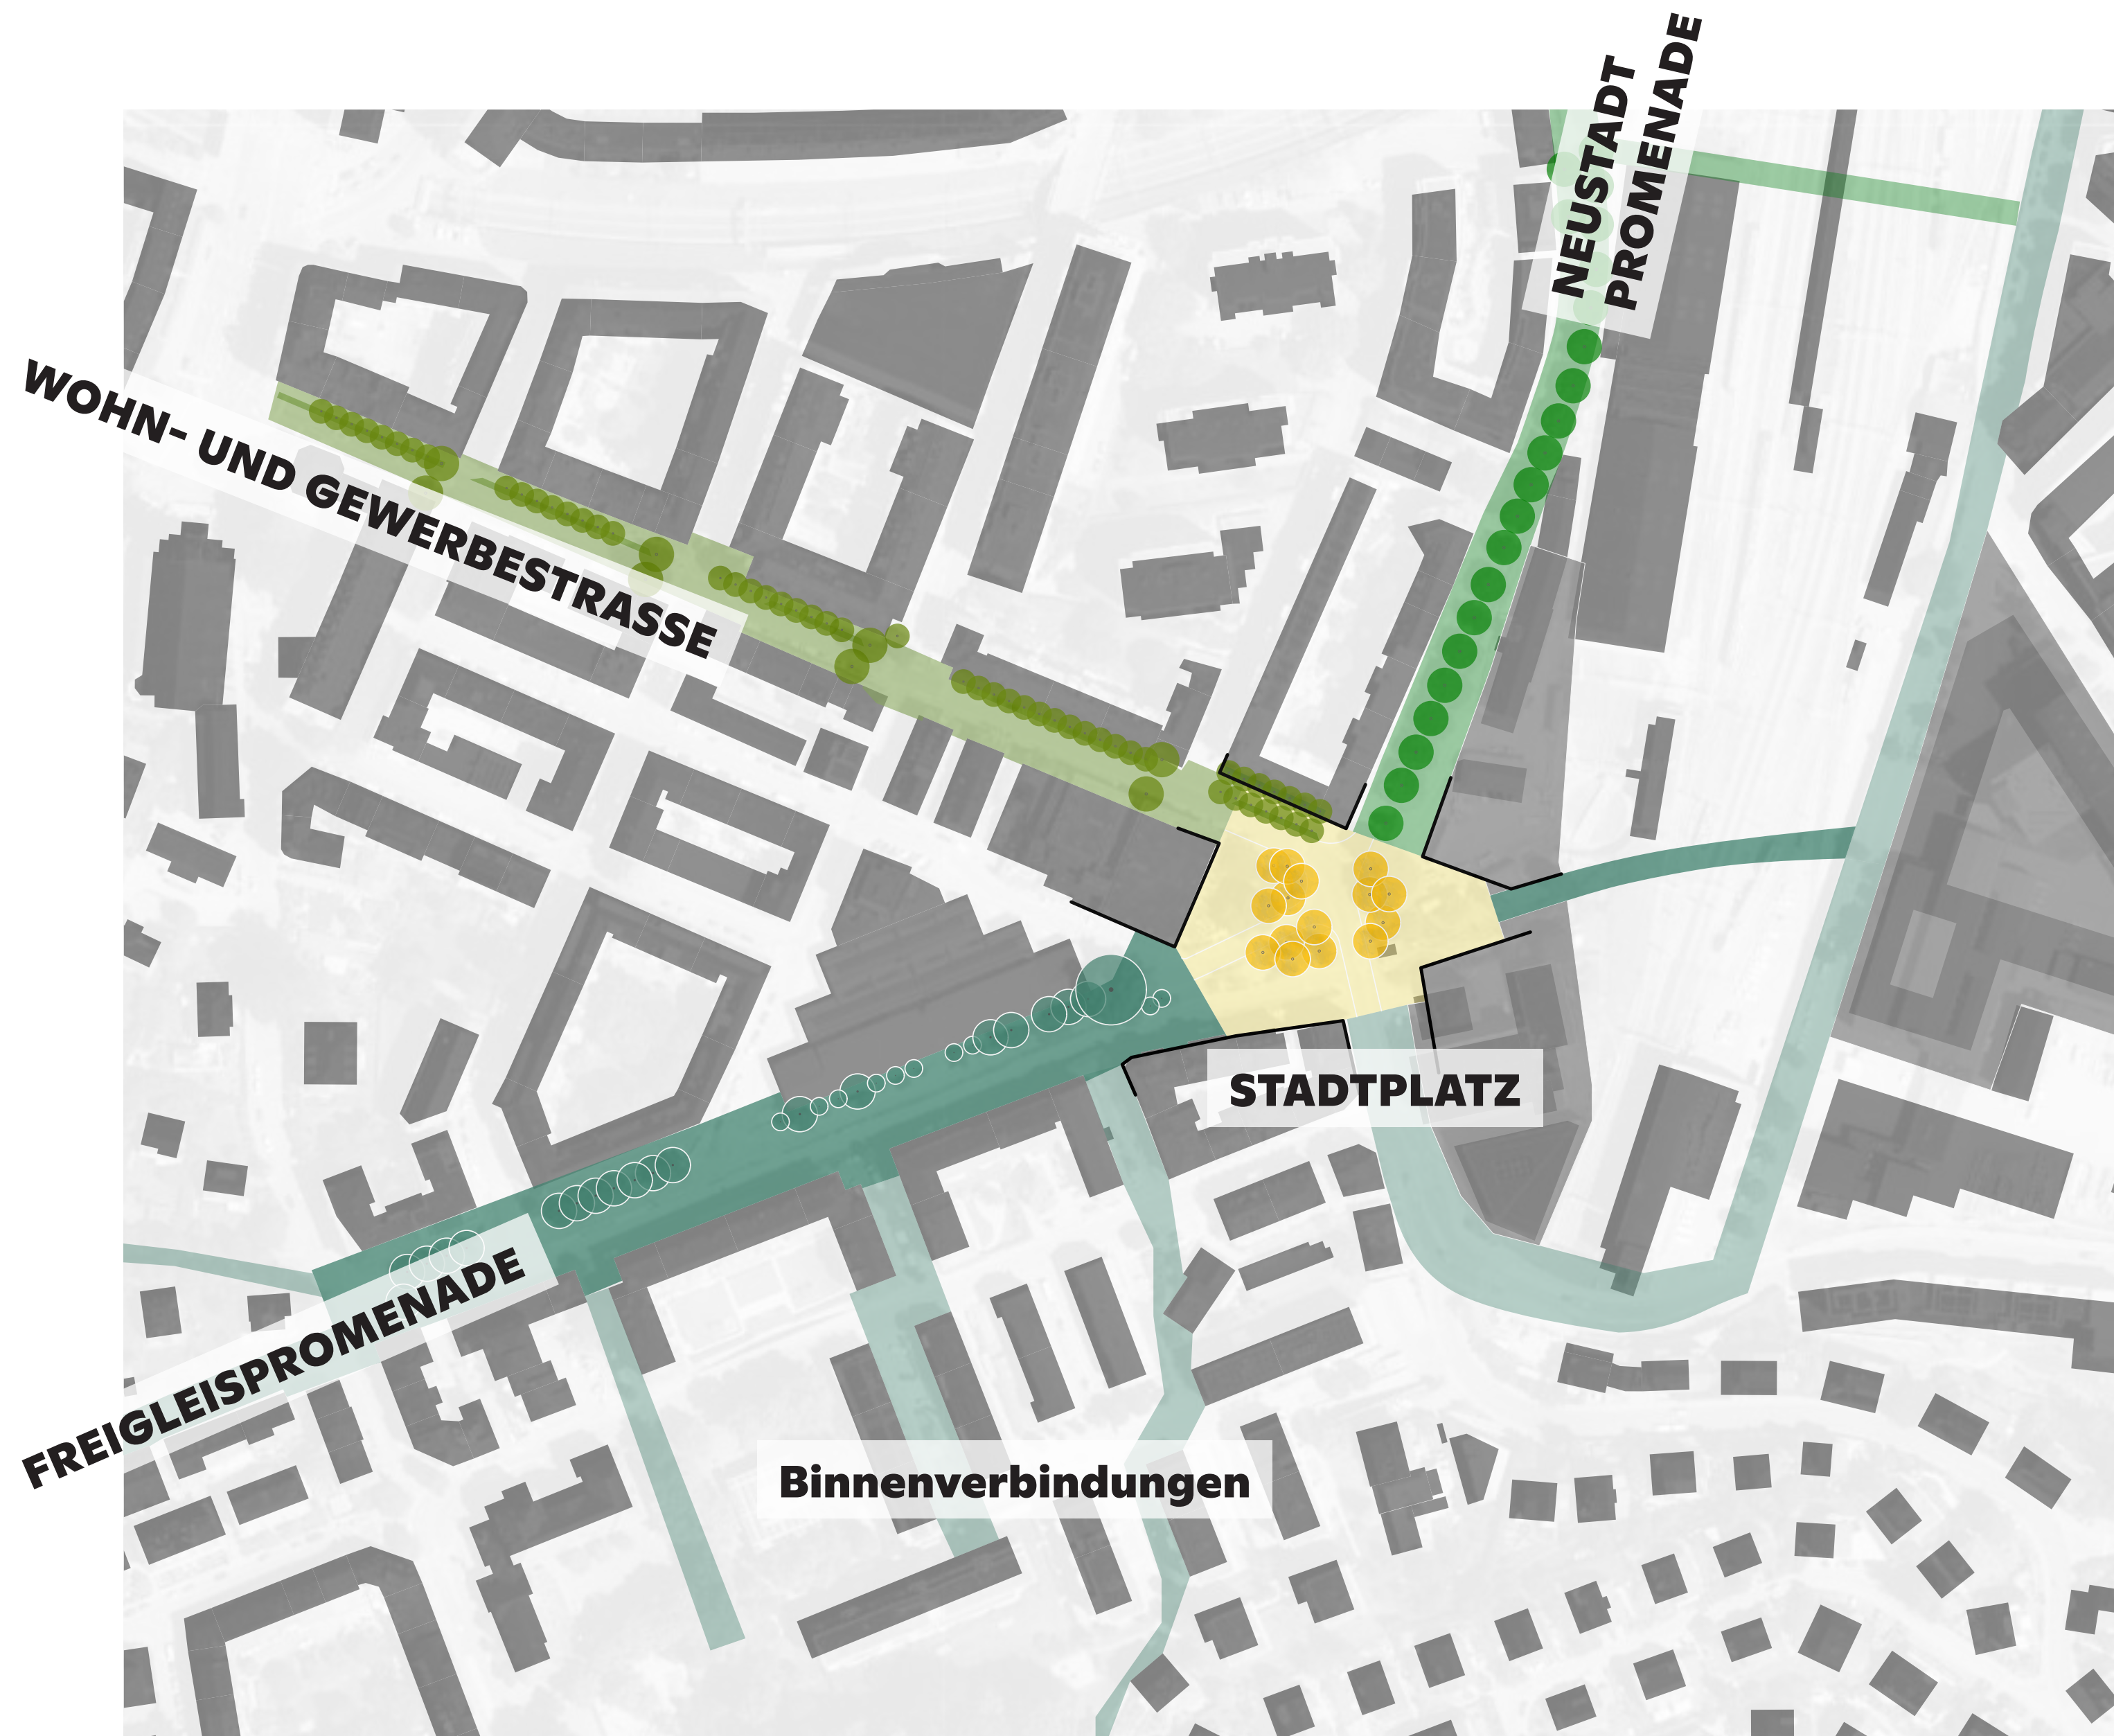 NEUSTADT
PROMENADE
WOHN- UND GEWERBESTRASSE
STADTPLATZ
FREIGLEISPROMENADE
Binnenverbindungen